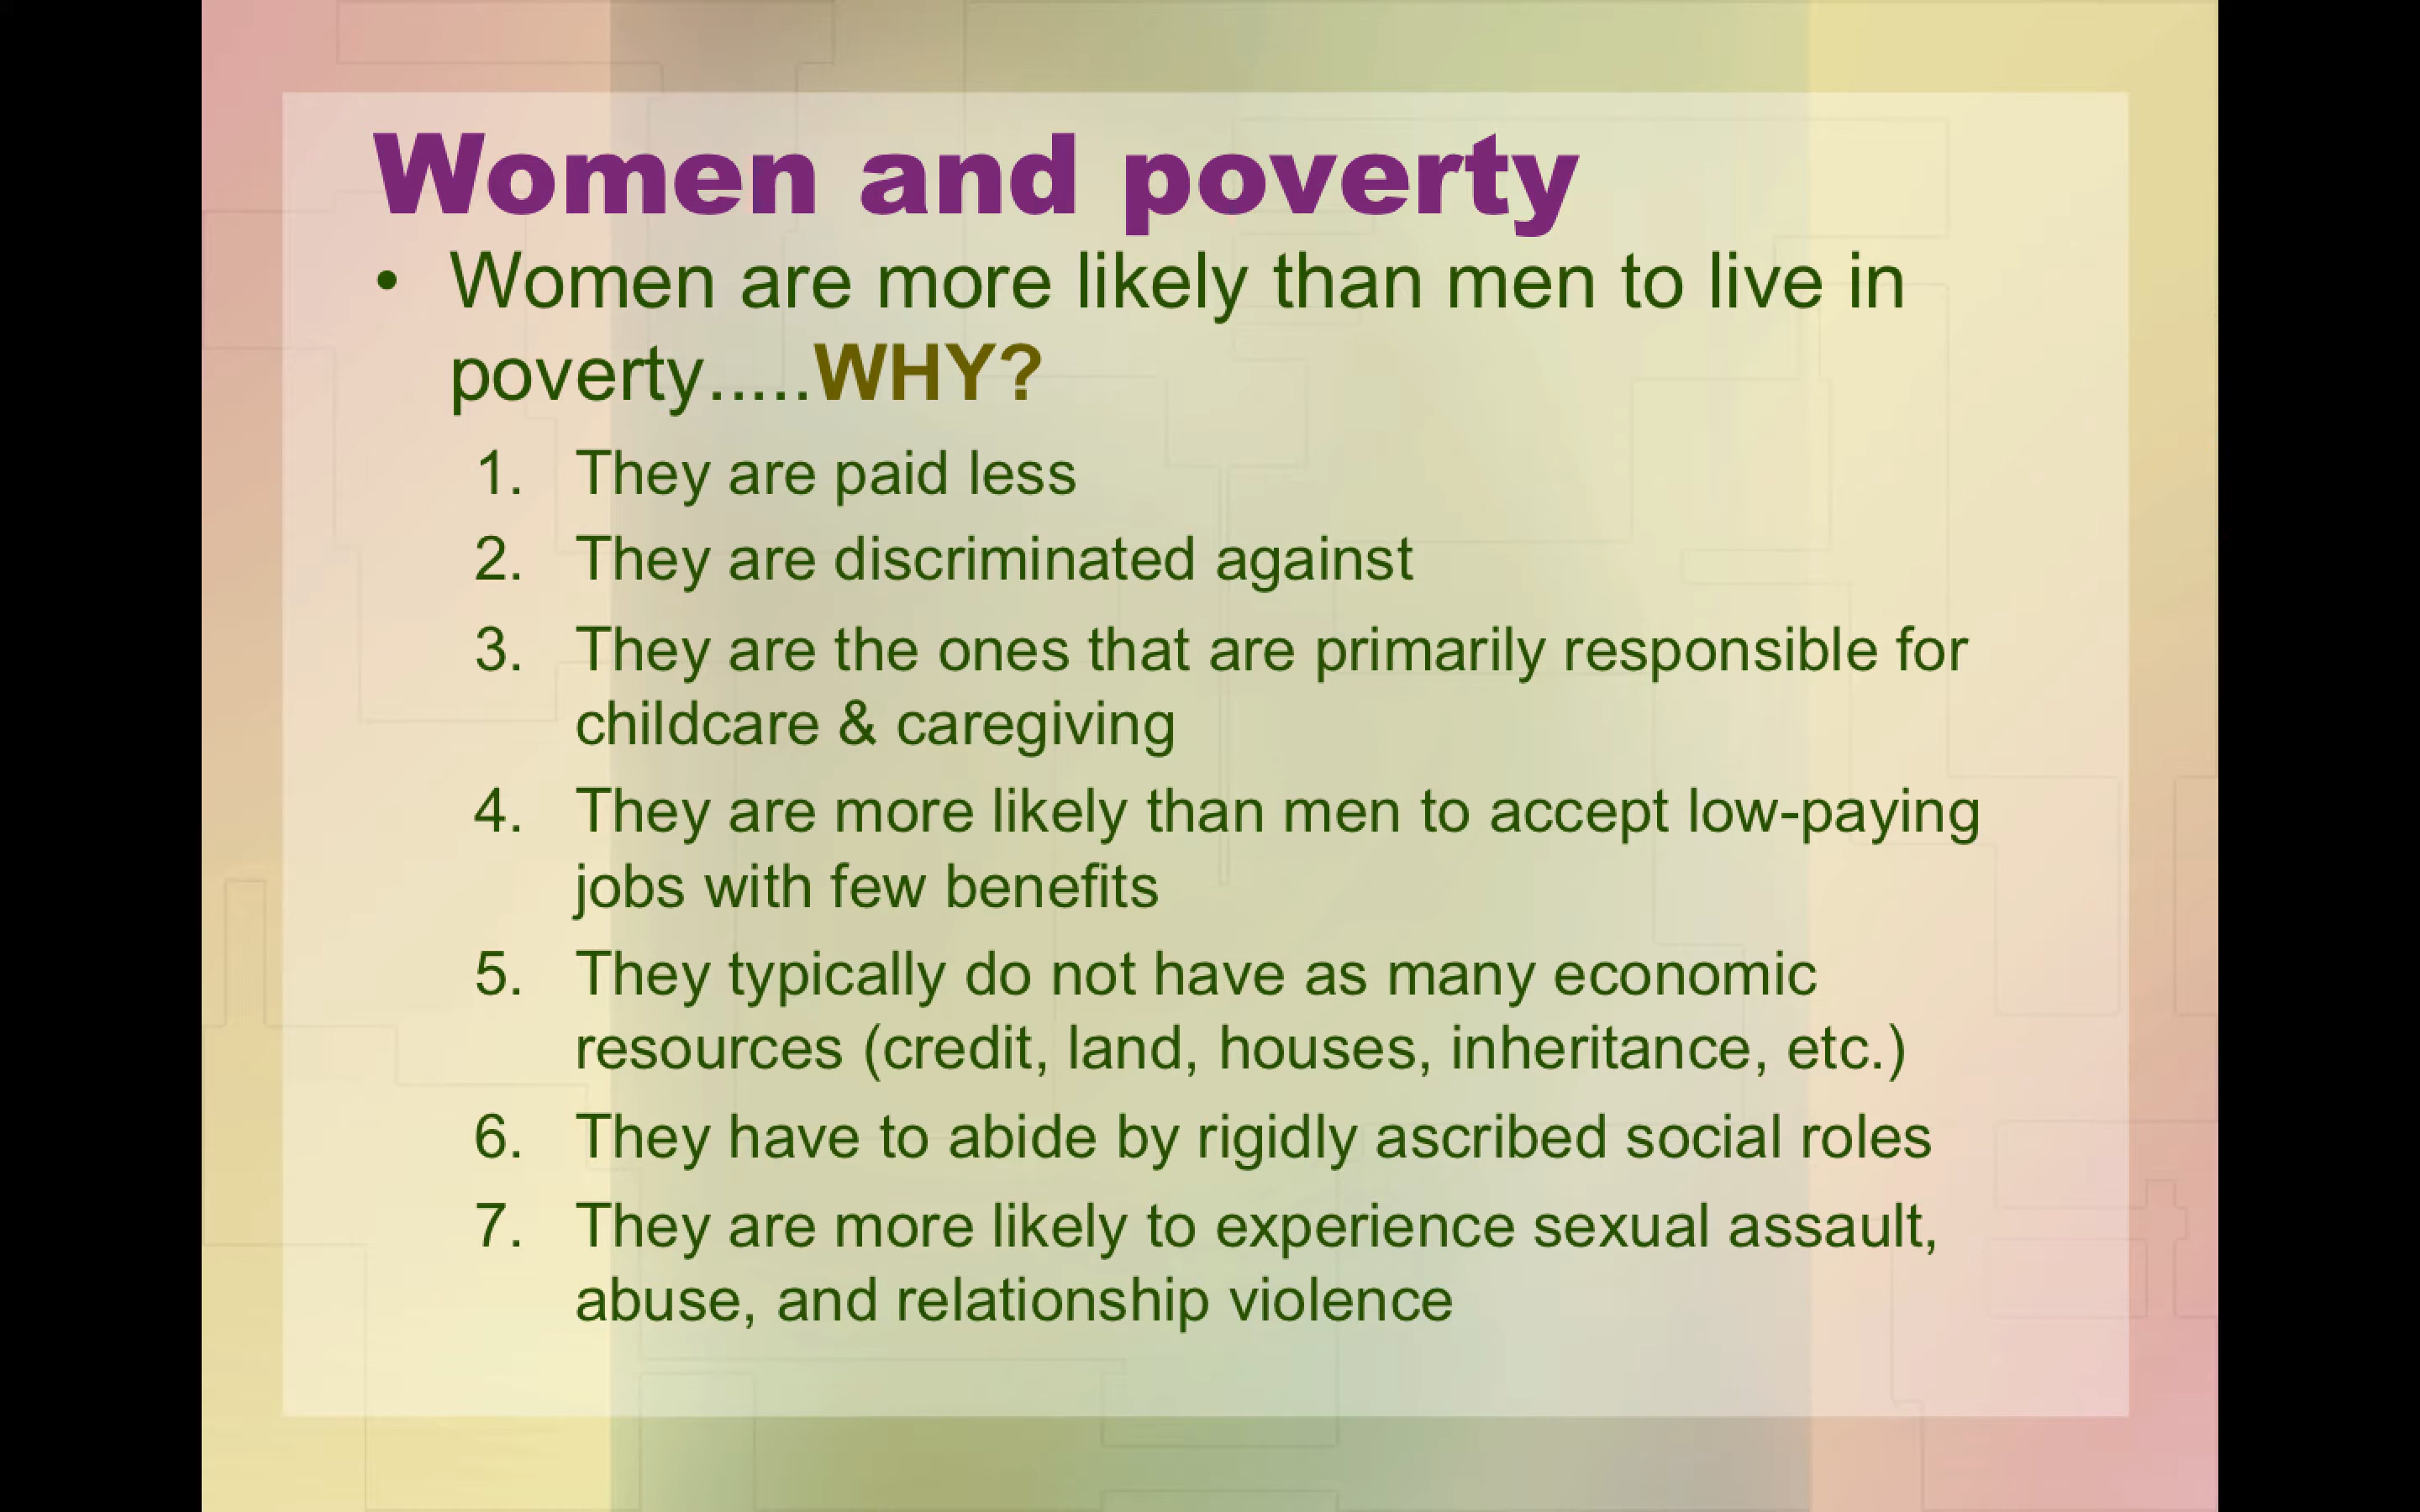 Women and poverty
• Women are more likely than men to live in
poverty.....WHY?
1. They are paid less
2. They are discriminated against
3. They are the ones that are primarily responsible for
childcare & caregiving
4. They are more likely than men to accept low-paying
jobs with few benefits
5. They typically do not have as many economic
resources (credit, land, houses, inheritance, etc.)
6. They have to abide by rigidly ascribed social roles
7. They are more likely to experience sexual assault,
abuse, and relationship violence